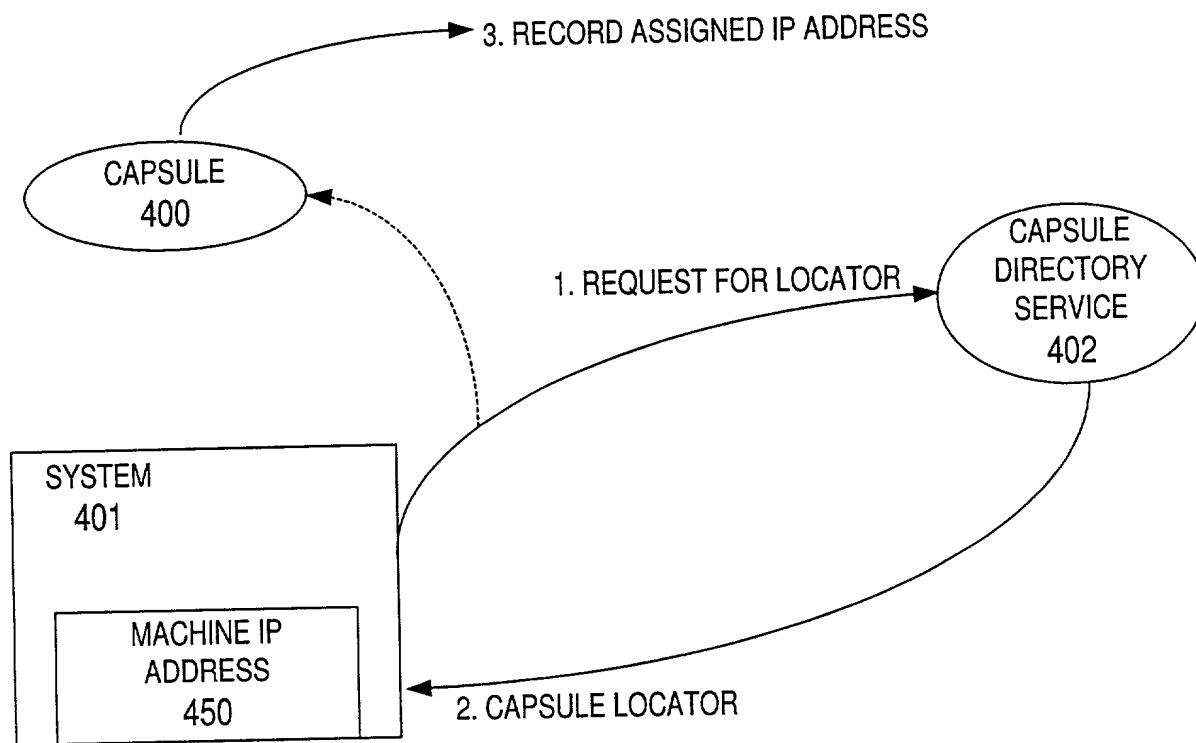 3. RECORD ASSIGNED IP ADDRESS
CAPSULE
400
CAPSULE
DIRECTORY
SERVICE
402
1. REQUEST FOR LOCATOR
SYSTEM
401
MACHINE IP
ADDRESS
450
2. CAPSULE LOCATOR